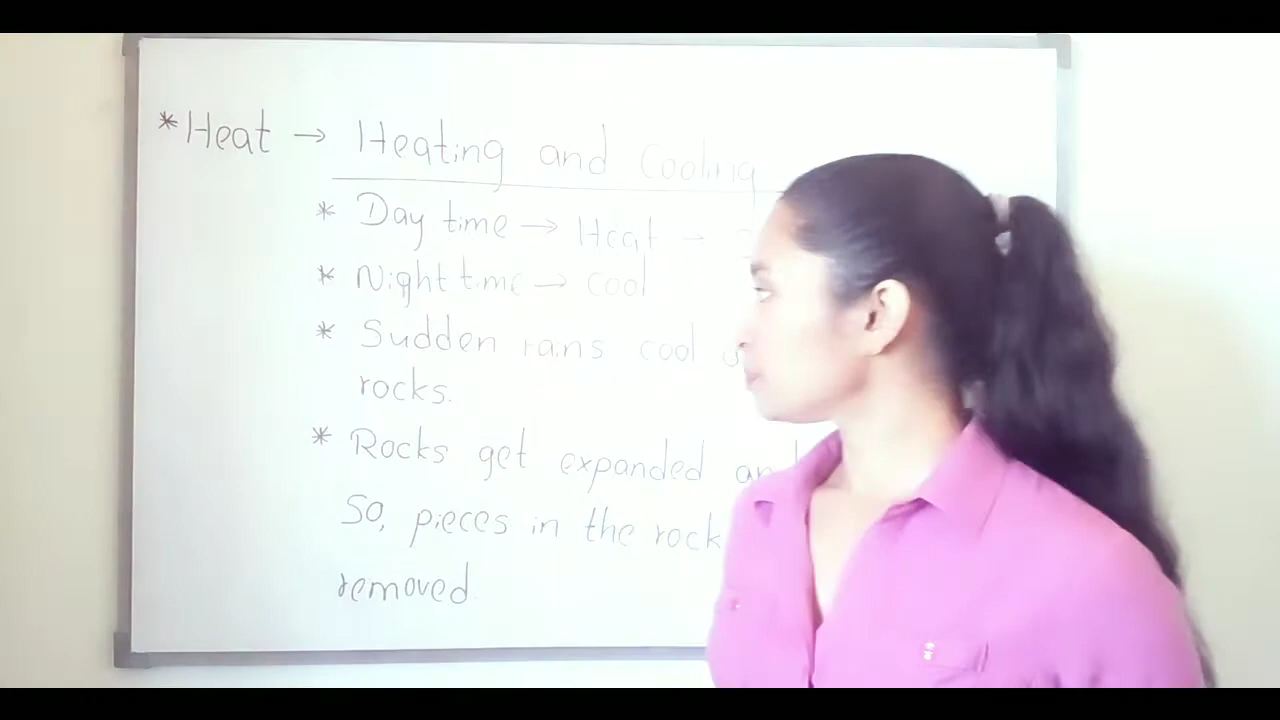 * Heat → Heating and Cooling
* Day time → Heat →
* Night time → cool
* Sudden rains cool
rocks.
* Rocks get expanded
So, pieces in the rock
removed.